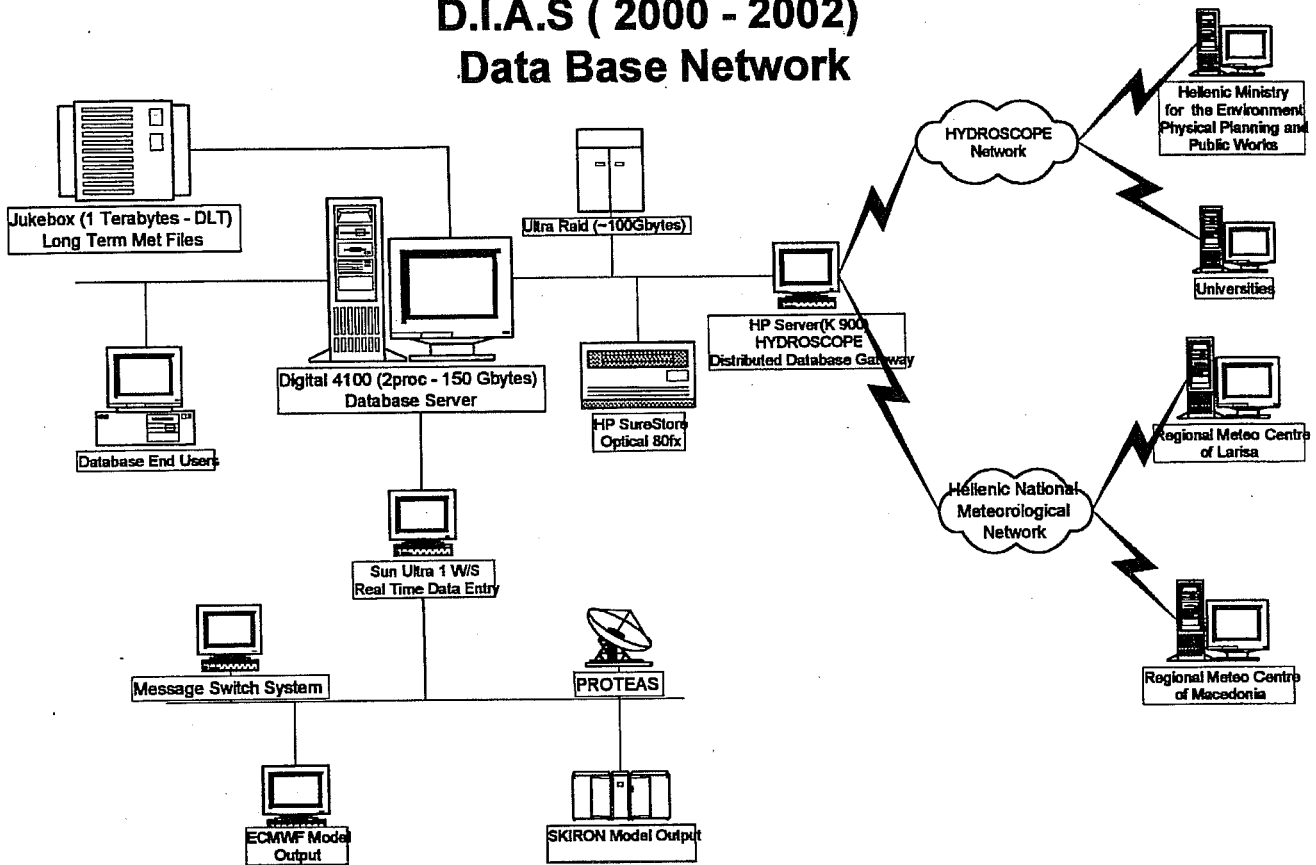 D.I.A.S ( 2000 - 2002)
Data Base Network
Jukebox (1 Terabytes - DLT)
Long Term Met Files
Ultra Raid (~100Gbytes)
HYDROSCOPE
Network
Hellenic Ministry
for the Environment
Physical Planning and
Public Works
Universities
Digital 4100 (2proc - 150 Gbytes)
Database Server
HP Server(K 900)
HYDROSCOPE
Distributed Database Gateway
HP SureStore
Optical 80fx
Database End Users
Regional Meteo Centre
of Larisa
Hellenic National
Meteorological
Network
Sun Ultra 1 W/S
Real Time Data Entry
Message Switch System
PROTEAS
Regional Meteo Centre
of Macedonia
ECMWF Model
Output
SKIRON Model Output